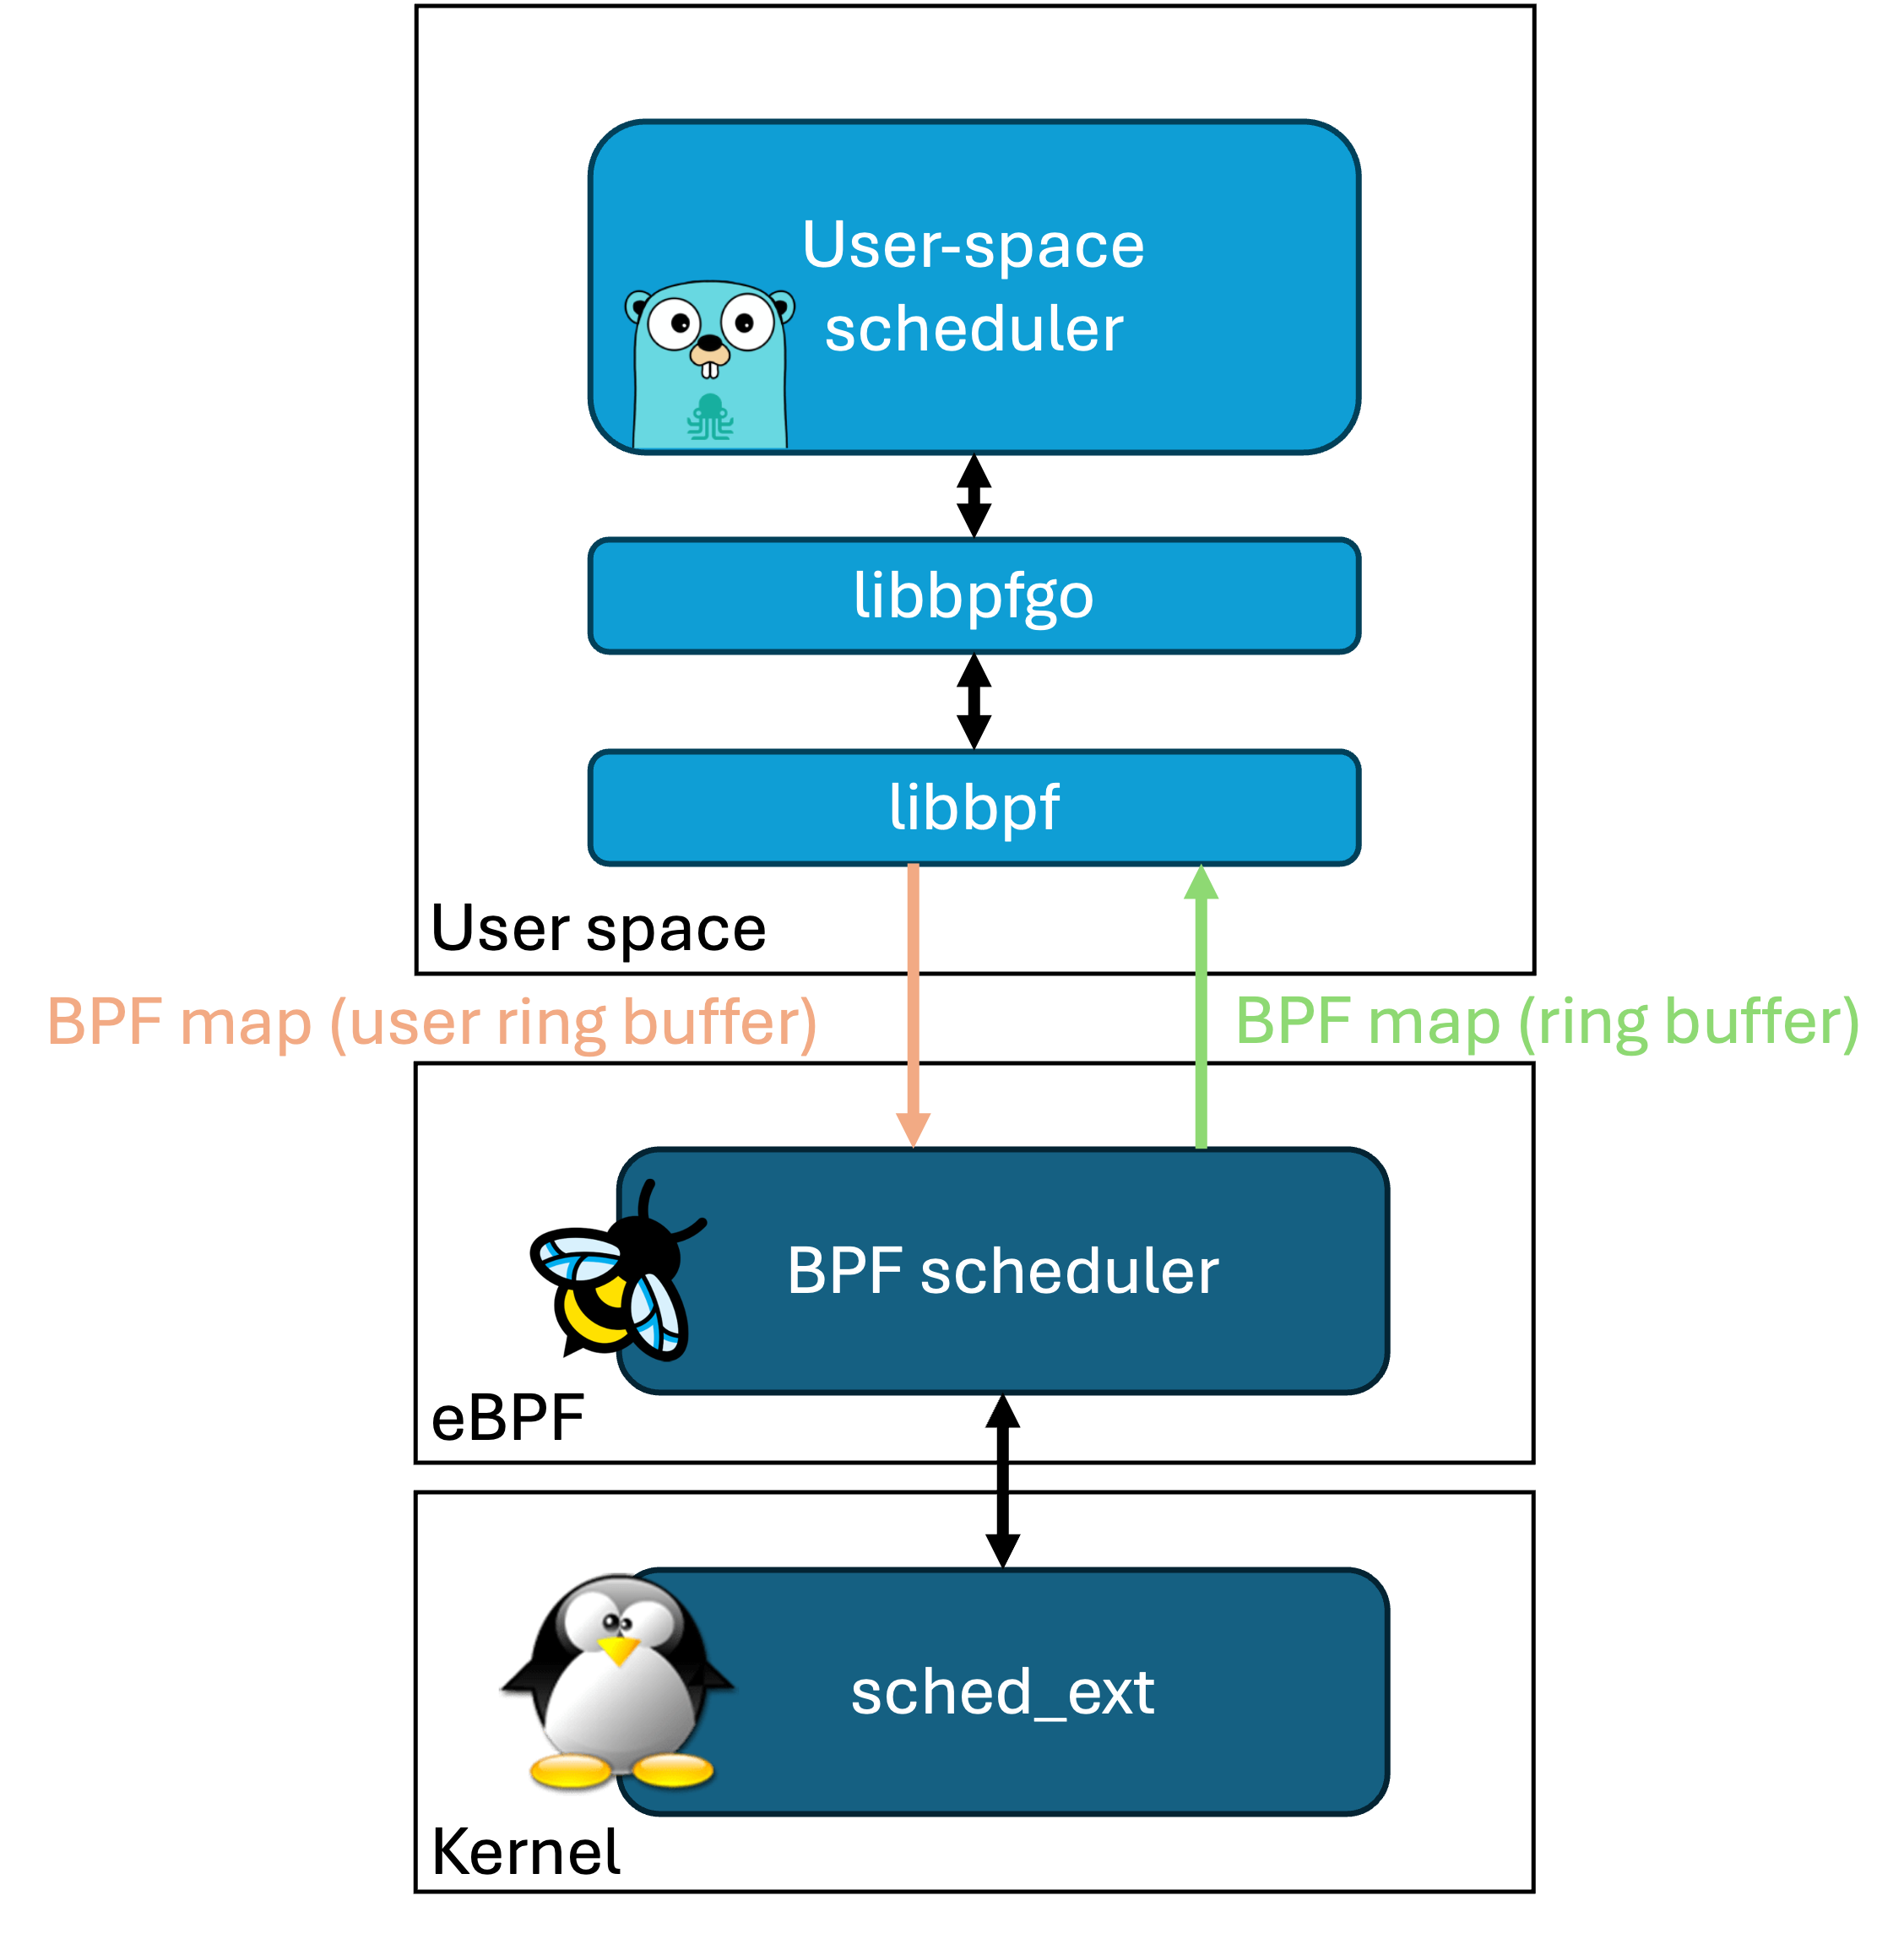 User-space
scheduler
libbpfgo
libbpf
User space
BPF map (user ring buffer)
BPF map (ring buffer)
BPF scheduler
eBPF
sched_ext
Kernel